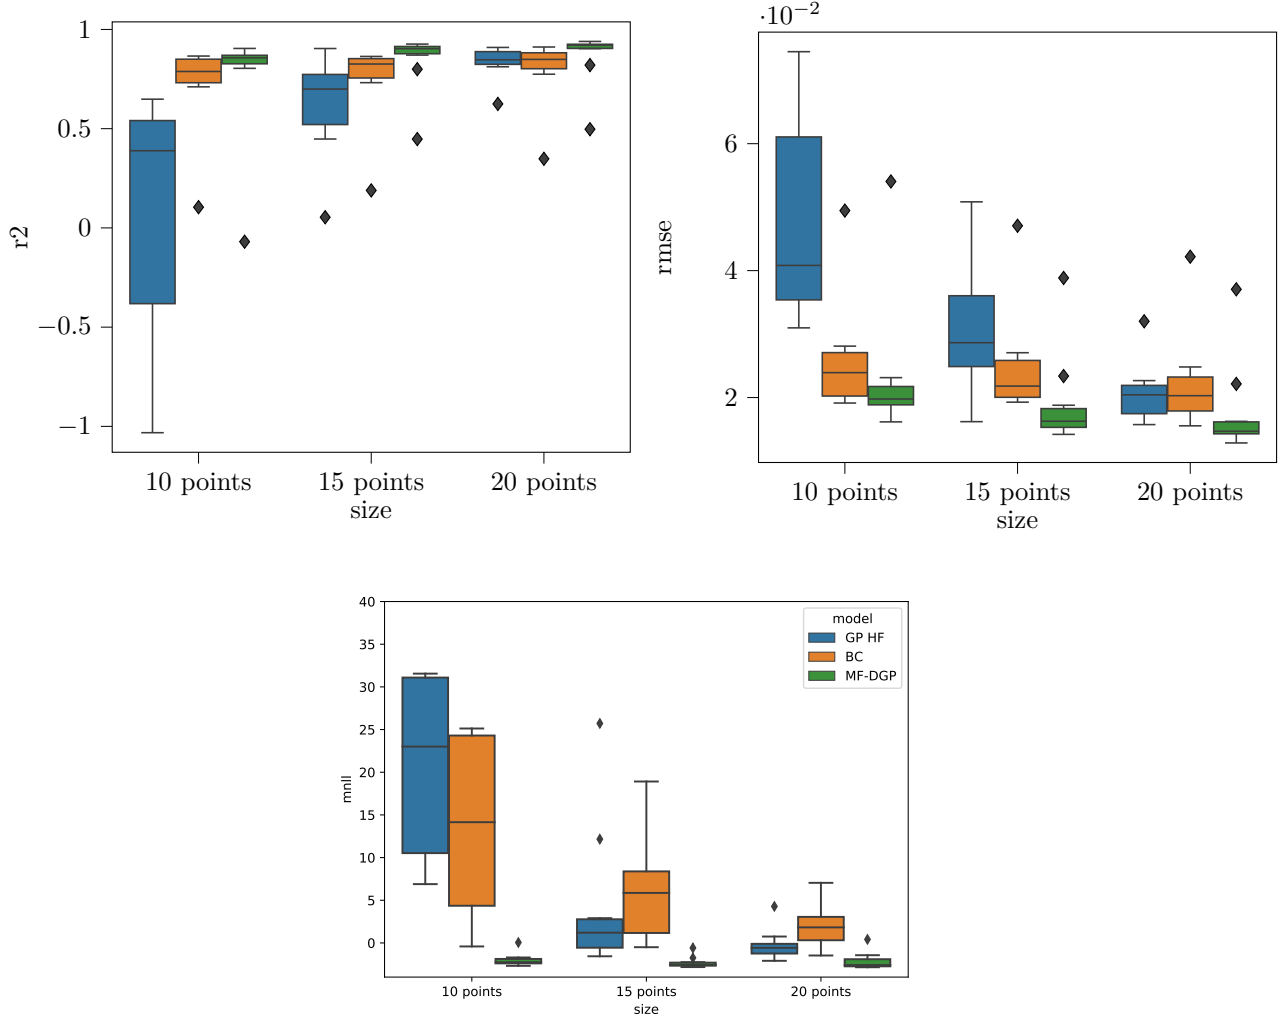 1
0.5
0
−0.5
−1
r2
10 points
15 points
20 points
size
·10−2
6
4
2
rmse
10 points
15 points
20 points
size
40
35
30
25
20
15
10
5
0
mnll
model
GP HF
BC
MF-DGP
10 points
15 points
20 points
size